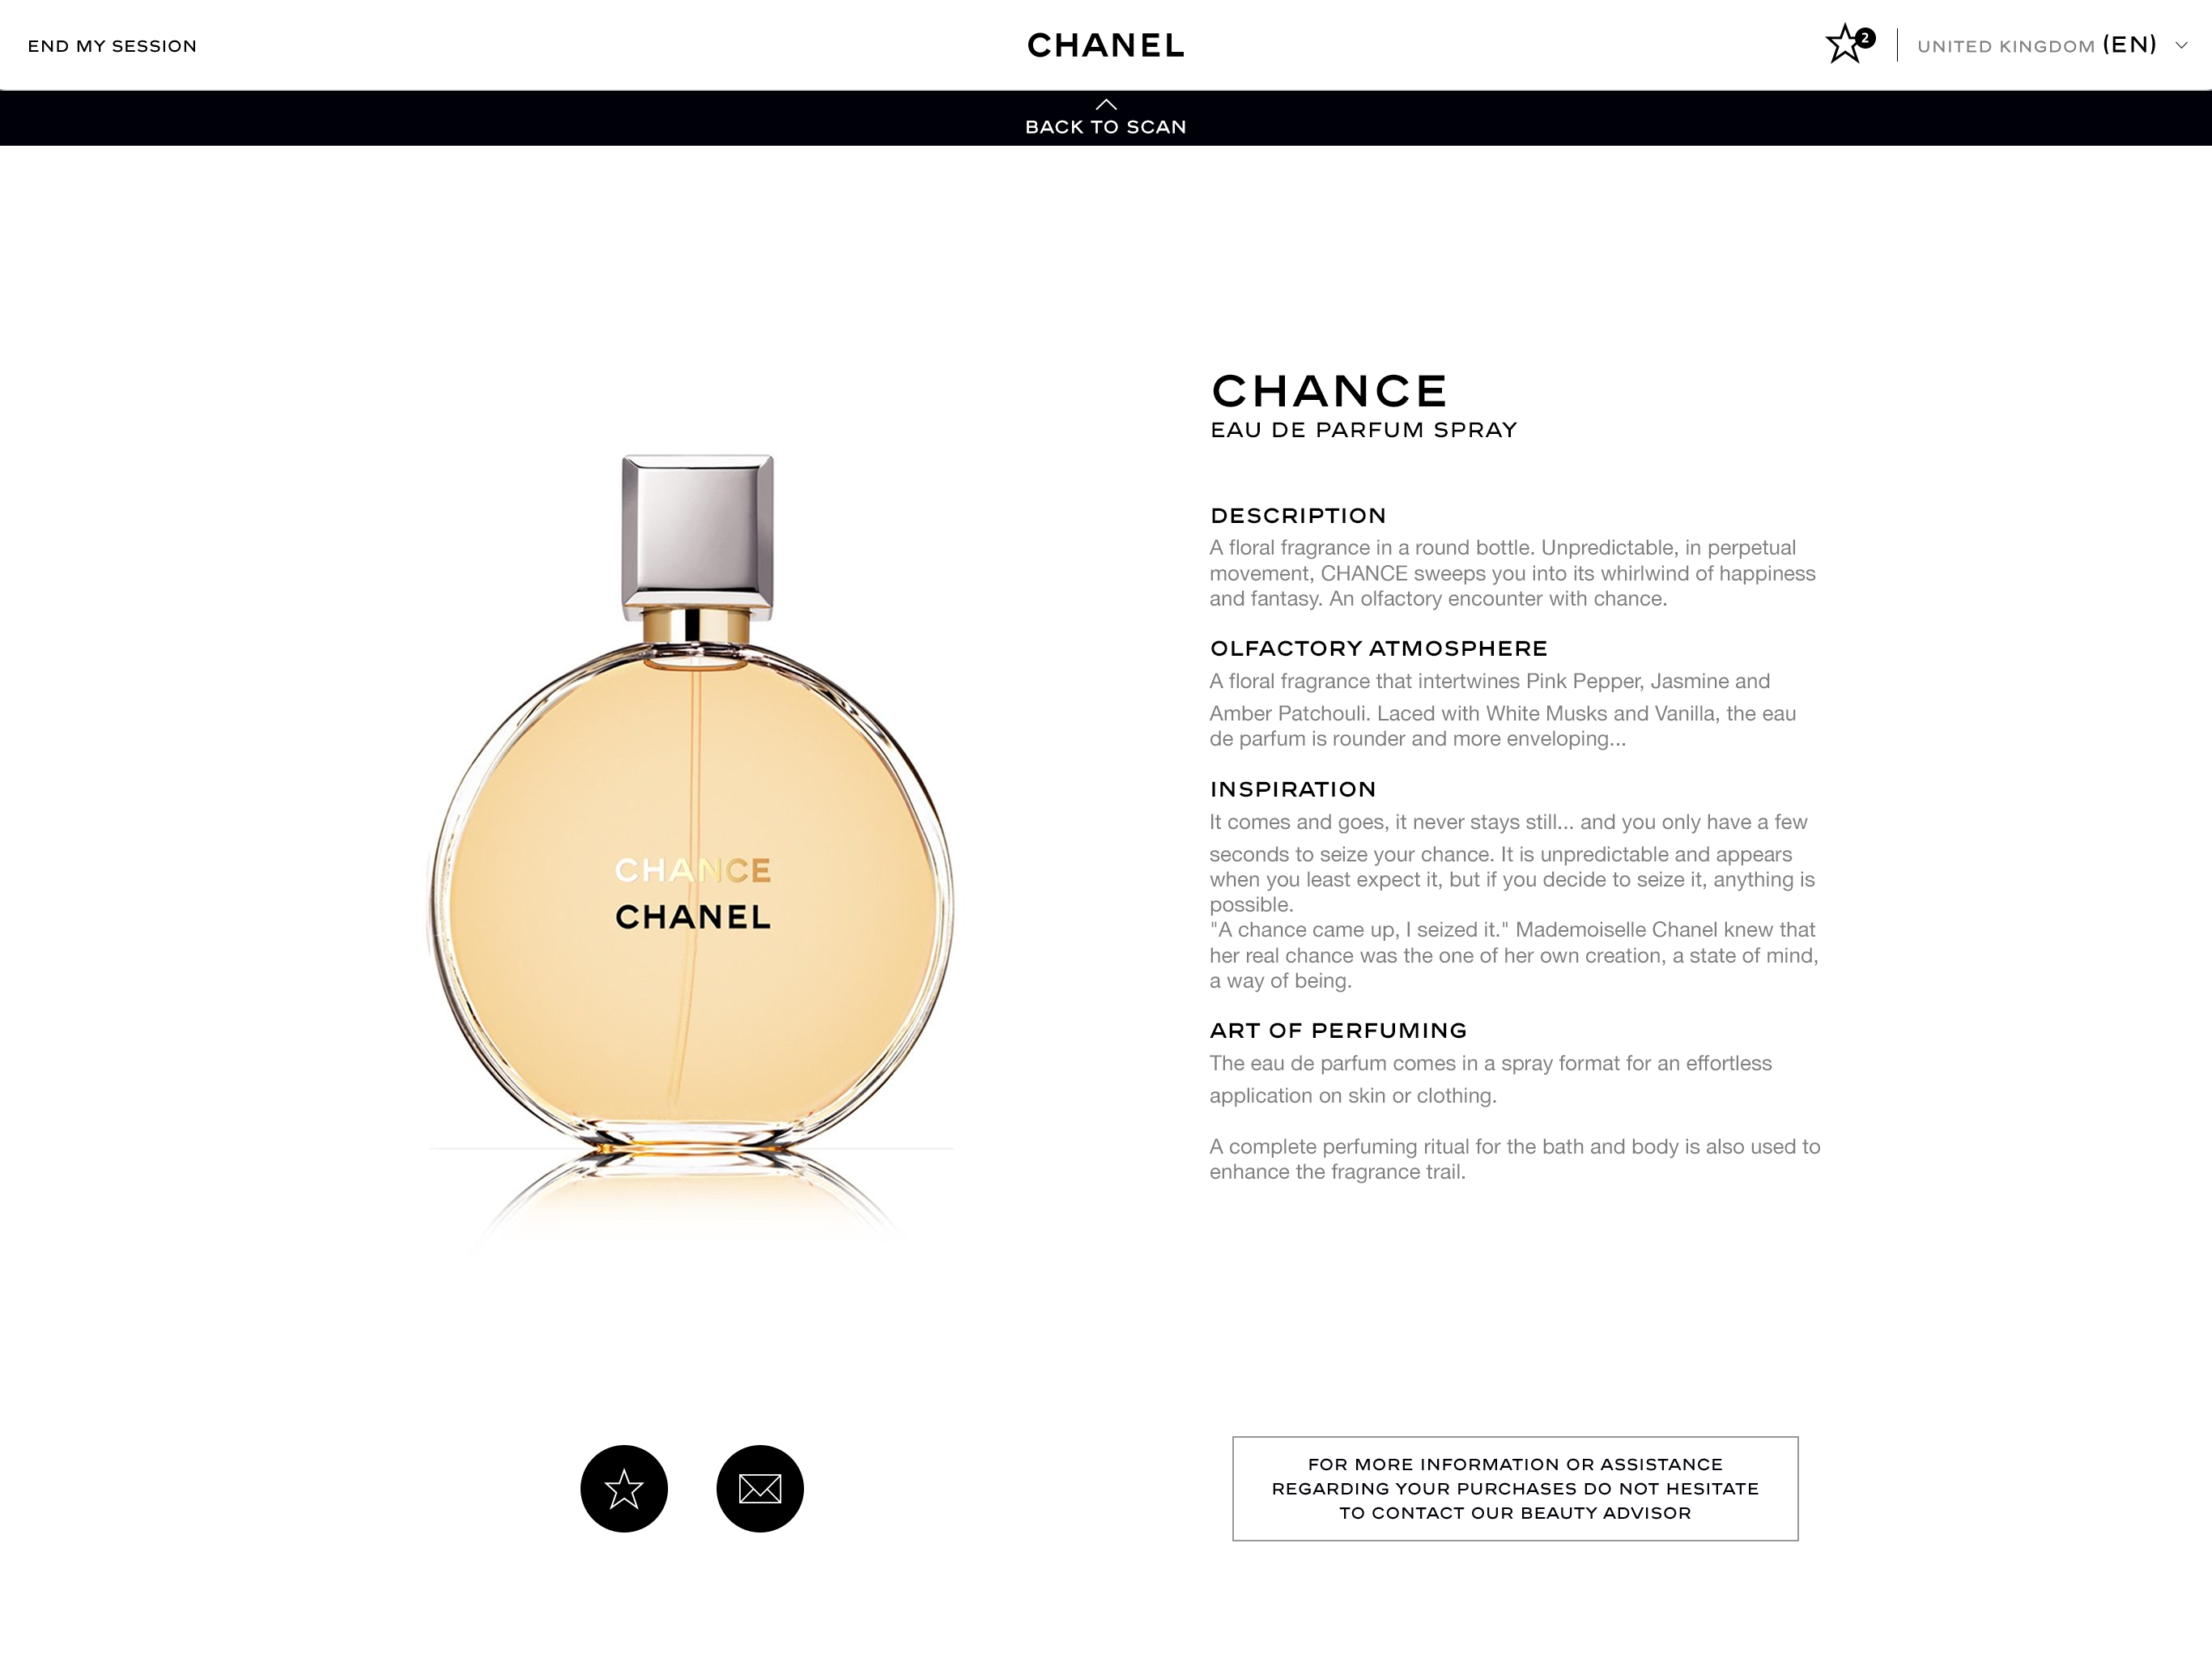 END MY SESSION
CHANEL
2
UNITED KINGDOM (EN)
BACK TO SCAN
CHANCE
CHANEL
CHANCE
EAU DE PARFUM SPRAY
DESCRIPTION
A floral fragrance in a round bottle. Unpredictable, in perpetual
movement, CHANCE sweeps you into its whirlwind of happiness
and fantasy. An olfactory encounter with chance.
OLFACTORY ATMOSPHERE
A floral fragrance that intertwines Pink Pepper, Jasmine and
Amber Patchouli. Laced with White Musks and Vanilla, the eau
de parfum is rounder and more enveloping...
INSPIRATION
It comes and goes, it never stays still... and you only have a few
seconds to seize your chance. It is unpredictable and appears
when you least expect it, but if you decide to seize it, anything is
possible.
"A chance came up, I seized it." Mademoiselle Chanel knew that
her real chance was the one of her own creation, a state of mind,
a way of being.
ART OF PERFUMING
The eau de parfum comes in a spray format for an effortless
application on skin or clothing.
A complete perfuming ritual for the bath and body is also used to
enhance the fragrance trail.
FOR MORE INFORMATION OR ASSISTANCE
REGARDING YOUR PURCHASES DO NOT HESITATE
TO CONTACT OUR BEAUTY ADVISOR